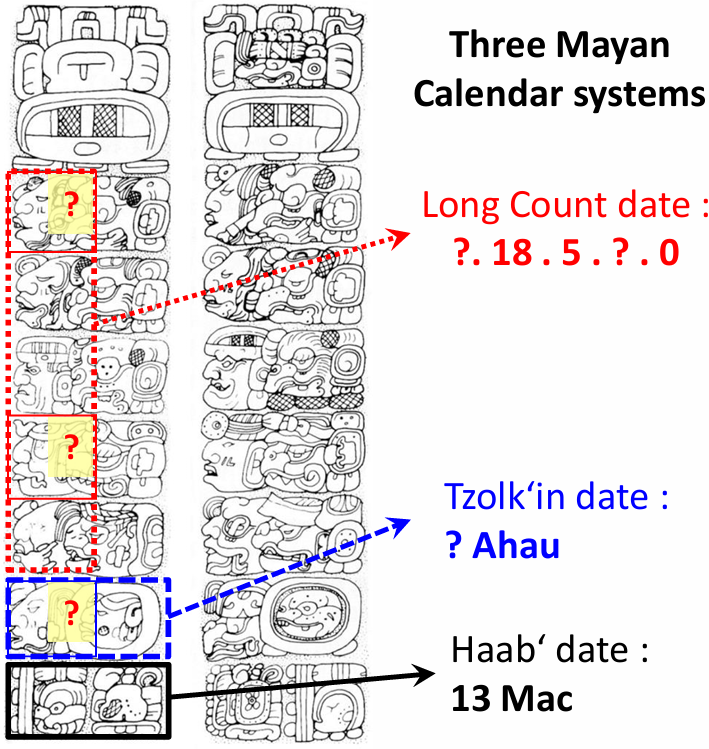 Three Mayan
Calendar systems
?
Long Count date :
?. 18 . 5 . ? . 0
?
Tzolk‘in date :
? Ahau
?
Haab‘ date :
13 Mac